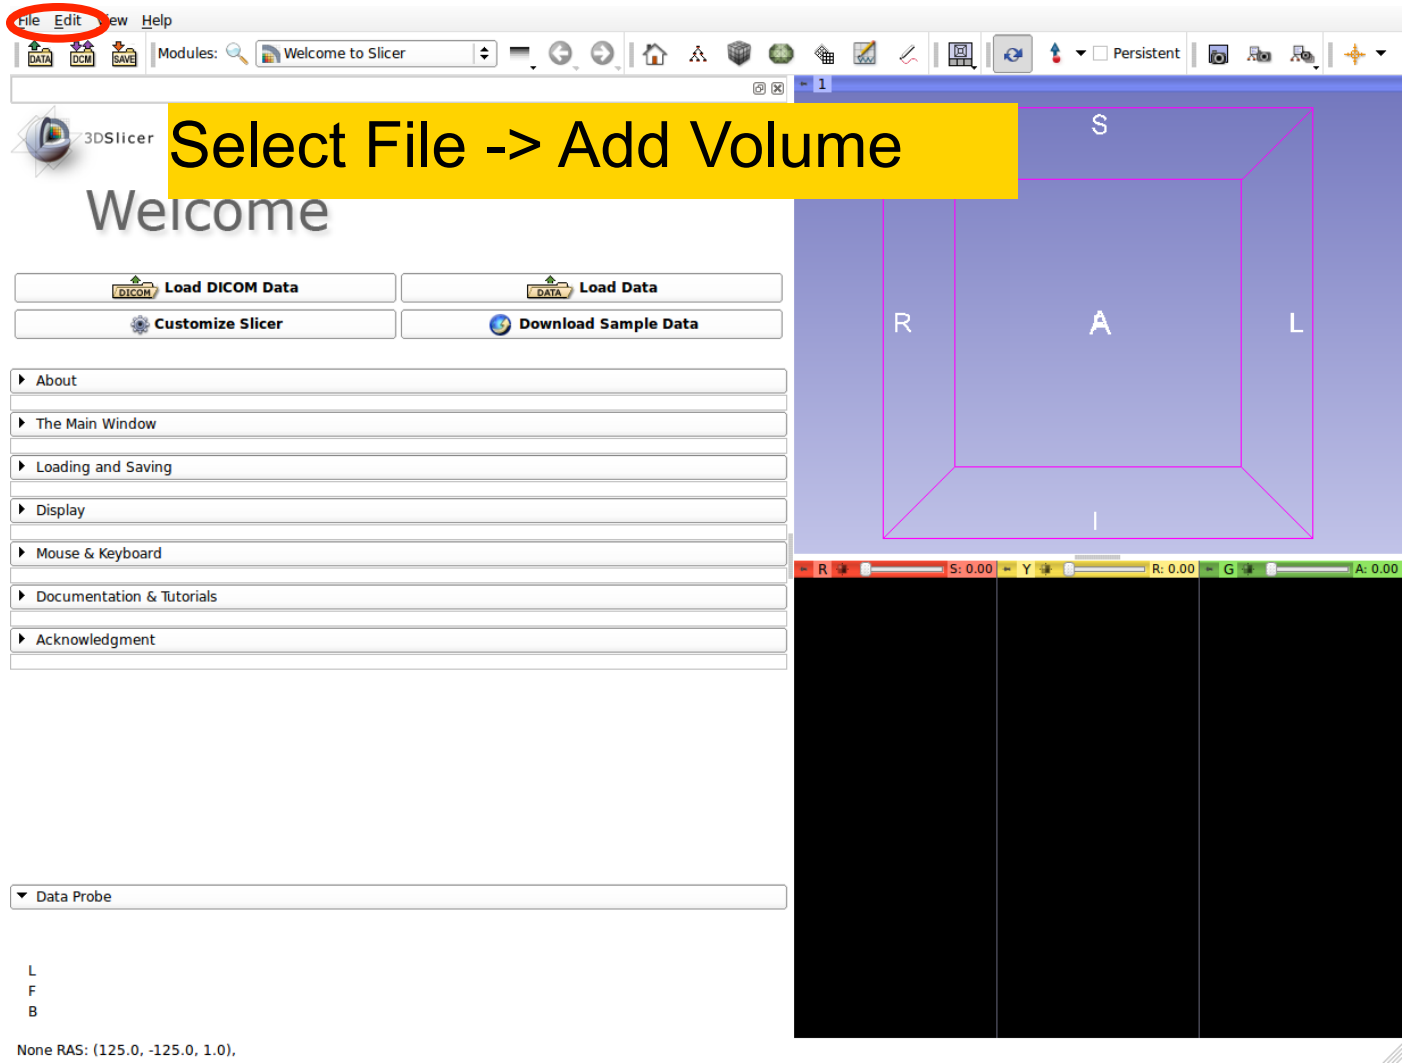 File Edit View Help
DATA DCM SAVE Modules: Welcome to Slicer Persistent
1
3DSlicer
Select File -> Add Volume
Welcome
S
Load DICOM Data
DICOM
Load Data
DATA
Customize Slicer
Download Sample Data
R A L
About
The Main Window
Loading and Saving
Display
I
Mouse & Keyboard
R S: 0.00 Y R: 0.00 G A: 0.00
Documentation & Tutorials
Acknowledgment
Data Probe
L
F
B
None RAS: (125.0, -125.0, 1.0),